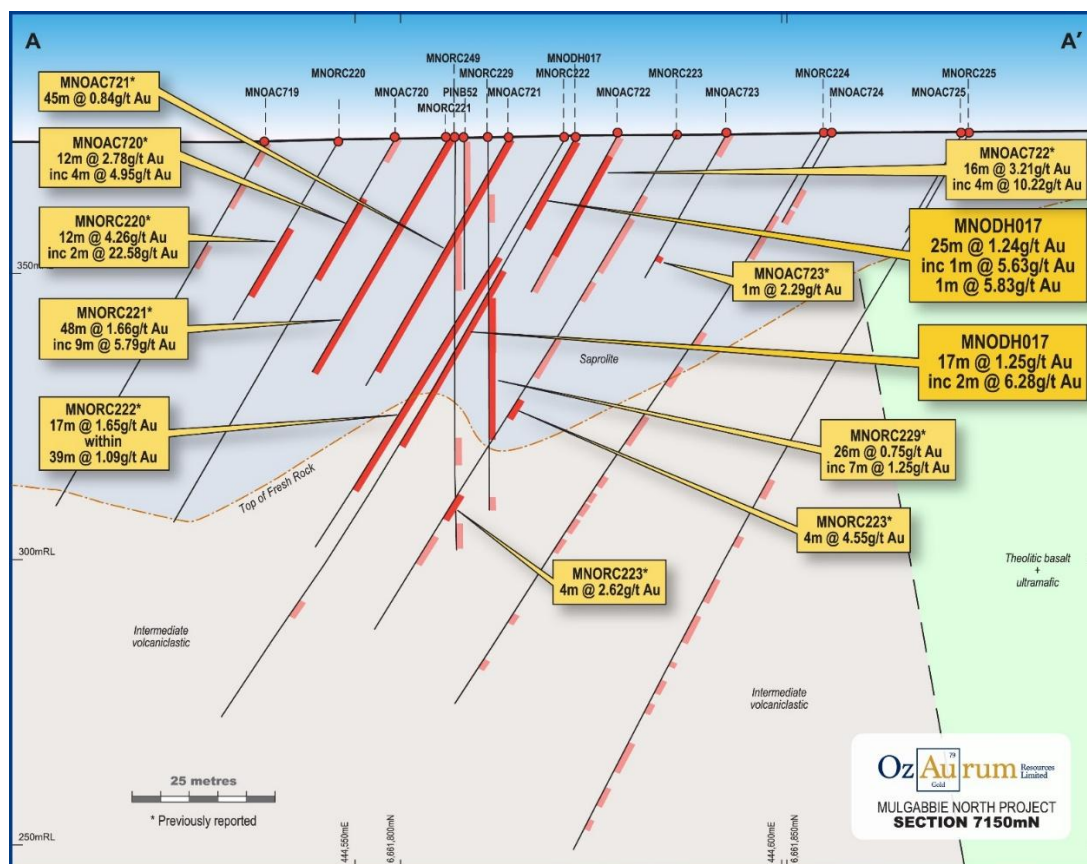 A
A'
MNORC249
MNODH017
MNORC220
MNORC229
MNORC222
MNORC223
MNORC224
MNORC225
MNOAC719
MNOAC720
PINB52
MNOAC721
MNOAC722
MNOAC723
MNOAC724
MNOAC725
MNORC221
MNOAC721*
45m @ 0.84g/t Au
MNOAC720*
12m @ 2.78g/t Au
inc 4m @ 4.95g/t Au
MNORC220*
12m @ 4.26g/t Au
inc 2m @ 22.58g/t Au
MNORC221*
48m @ 1.66g/t Au
inc 9m @ 5.79g/t Au
MNORC222*
17m @ 1.65g/t Au
within
39m @ 1.09g/t Au
MNOAC722*
16m @ 3.21g/t Au
inc 4m @ 10.22g/t Au
MNODH017
25m @ 1.24g/t Au
inc 1m @ 5.63g/t Au
1m @ 5.83g/t Au
MNOAC723*
1m @ 2.29g/t Au
MNODH017
17m @ 1.25g/t Au
inc 2m @ 6.28g/t Au
MNORC229*
26m @ 0.75g/t Au
inc 7m @ 1.25g/t Au
MNORC223*
4m @ 4.55g/t Au
MNORC223*
4m @ 2.62g/t Au
350mRL
300mRL
250mRL
Saprolite
Top of Fresh Rock
Theolitic basalt
+
ultramafic
Intermediate
volcaniclastic
Intermediate
volcaniclastic
25 metres
* Previously reported
444,550mE
6,661,800mN
444,600mE
6,661,850mN
79
OzAurum Resources
Limited
Gold
MULGABBIE NORTH PROJECT
SECTION 7150mN